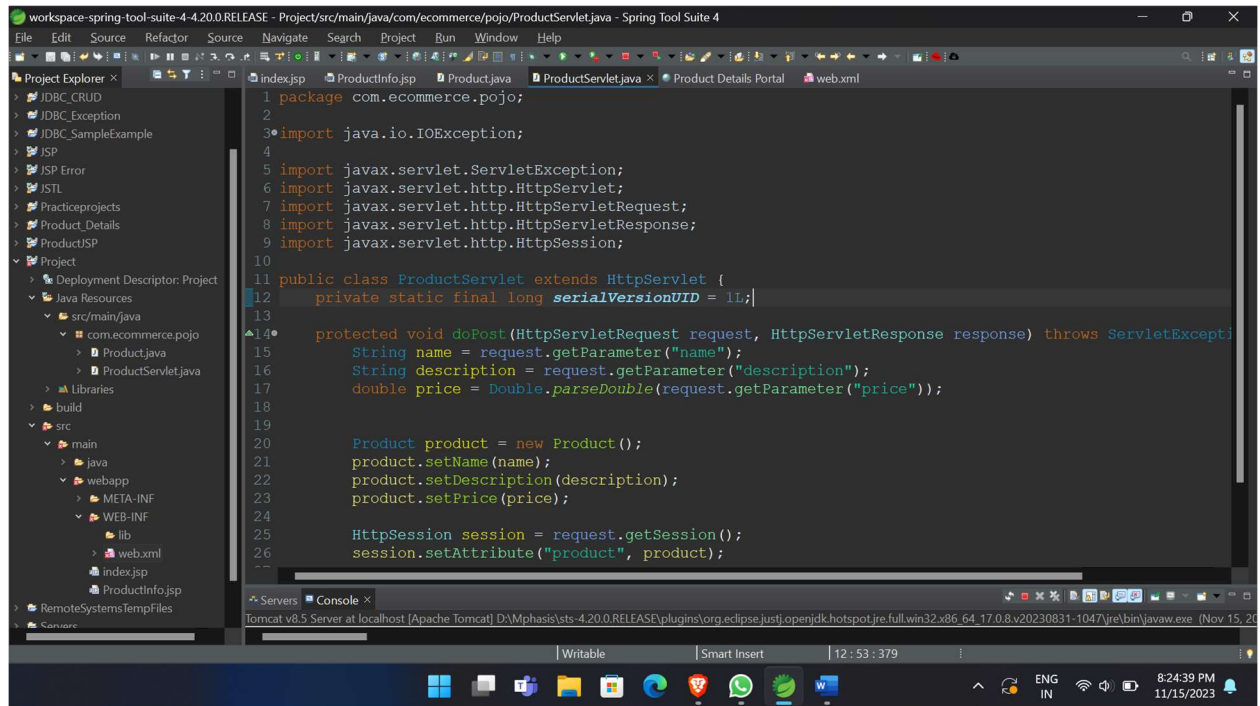 workspace-spring-tool-suite-4-4.20.0.RELEASE - Project/src/main/java/com/ecommerce/pojo/ProductServlet.java - Spring Tool Suite 4
File Edit Source Refactor Source Navigate Search Project Run Window Help
Project Explorer
index.jsp ProductInfo.jsp Product.java ProductServlet.java Product Details Portal web.xml
JDBC_CRUD
JDBC_Exception
JDBC_SampleExample
JSP
JSP Error
JSTL
Practiceprojects
Product_Details
ProductJSP
Project
Deployment Descriptor: Project
Java Resources
src/main/java
com.ecommerce.pojo
Product.java
ProductServlet.java
Libraries
build
src
main
java
webapp
META-INF
WEB-INF
lib
web.xml
index.jsp
ProductInfo.jsp
RemoteSystemsTempFiles
Servers
1 package com.ecommerce.pojo;
2
3 import java.io.IOException;
4
5 import javax.servlet.ServletException;
6 import javax.servlet.http.HttpServlet;
7 import javax.servlet.http.HttpServletRequest;
8 import javax.servlet.http.HttpServletResponse;
9 import javax.servlet.http.HttpSession;
10
11 public class ProductServlet extends HttpServlet {
12 private static final long serialVersionUID = 1L;
13
14 protected void doPost(HttpServletRequest request, HttpServletResponse response) throws ServletExcepti
15 String name = request.getParameter("name");
16 String description = request.getParameter("description");
17 double price = Double.parseDouble(request.getParameter("price"));
18
19
20 Product product = new Product();
21 product.setName(name);
22 product.setDescription(description);
23 product.setPrice(price);
24
25 HttpSession session = request.getSession();
26 session.setAttribute("product", product);
Servers Console
Tomcat v8.5 Server at localhost [Apache Tomcat] D:\Mphasis\sts-4.20.0.RELEASE\plugins\org.eclipse.justj.openjdk.hotspot.jre.full.win32.x86_64_17.0.8.v20230831-1047\jre\bin\javaw.exe (Nov 15, 20
Writable Smart Insert 12 : 53 : 379
ENG
IN
8:24:39 PM
11/15/2023